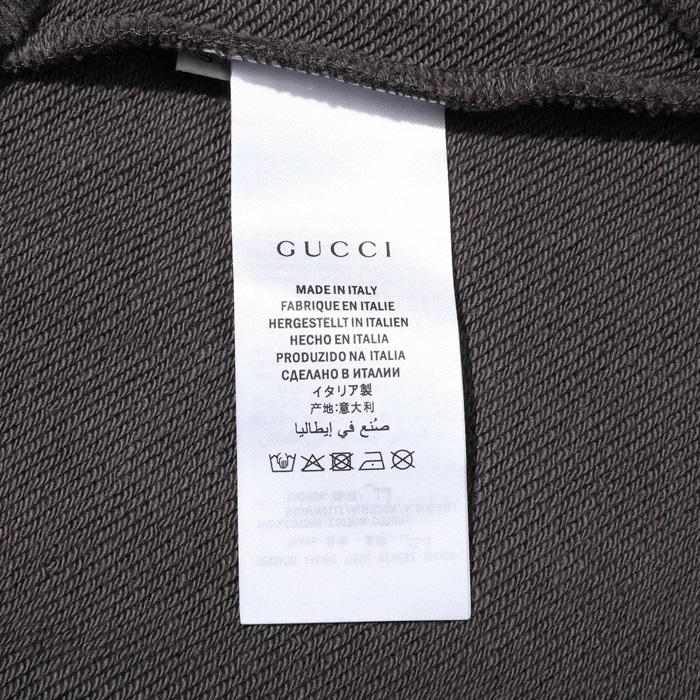 GUCCI
MADE IN ITALY
FABRIQUE EN ITALIE
HERGESTELLT IN ITALIEN
HECHO EN ITALIA
PRODUZIDO NA ITALIA
СДЕЛАНО В ИТАЛИИ
イタリア製
产地:意大利
صُنع في إيطاليا